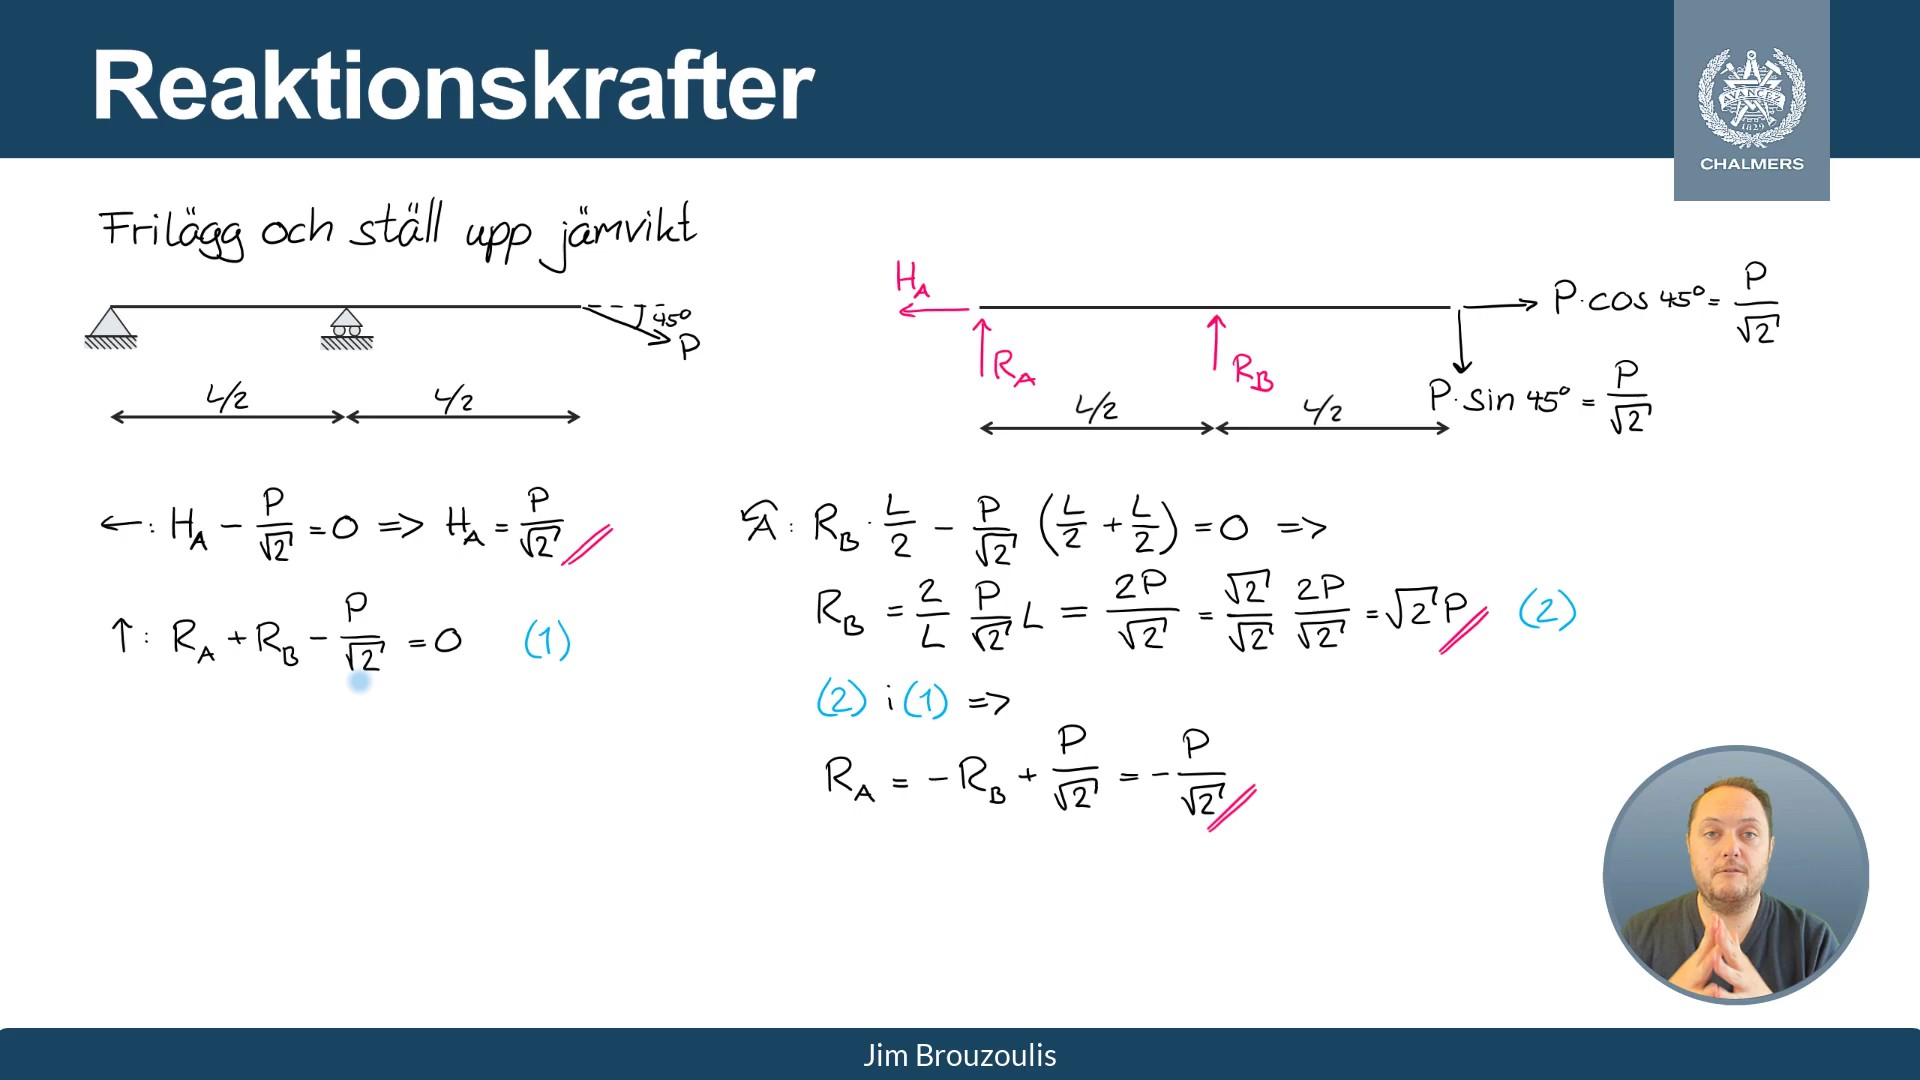 Reaktionskrafter
AVANCEZ
1829
CHALMERS
Frilägg och ställ upp jämvikt
45°
P
L/2 L/2
H_A
R_A
R_B
P·cos 45° = P/√2
P·sin 45° = P/√2
L/2 L/2
←: H_A − P/√2 = 0 => H_A = P/√2
↑: R_A + R_B − P/√2 = 0 (1)
A: R_B · L/2 − P/√2 (L/2 + L/2) = 0 =>
R_B = 2/L P/√2 L = 2P/√2 = √2/√2 2P/√2 = √2 P (2)
(2) i (1) =>
R_A = −R_B + P/√2 = −P/√2
Jim Brouzoulis